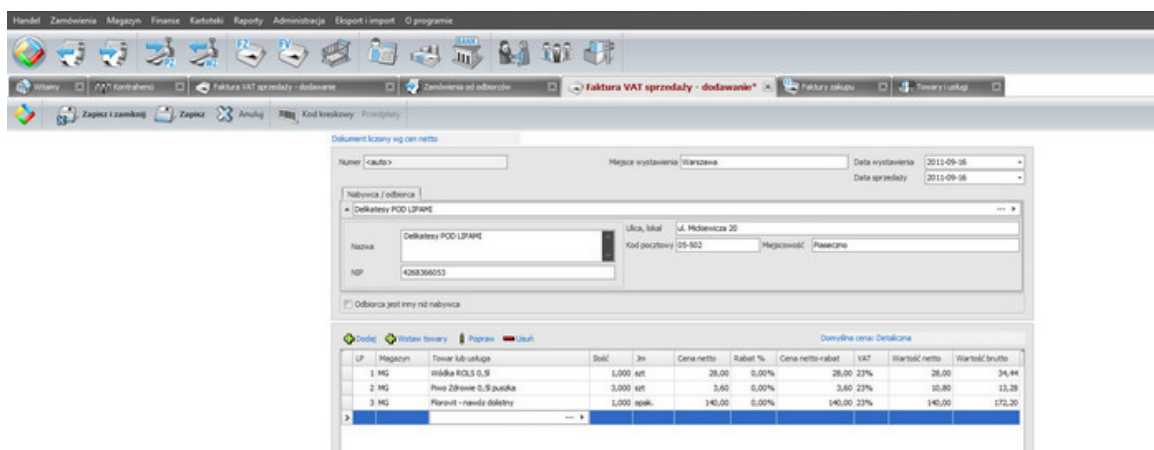 Handel Zamówienia Magazyn Finanse Kartoteki Raporty Administracja Eksport i import O programie
FZ FV BANK
Witamy Kontrahenci Faktura VAT sprzedaży - dodawanie Zamówienia od odbiorców Faktura VAT sprzedaży - dodawanie* Faktury zakupu Towary i usługi
Zapisz i zamknij Zapisz Anuluj Kod kreskowy Przedpłaty
Dokument liczony wg cen netto
Numer <auto> Miejsce wystawienia Warszawa Data wystawienia 2011-09-16
Data sprzedaży 2011-09-16
Nabywca / odbiorca
Delikatesy POD LIPAMI
Nazwa Delikatesy POD LIPAMI Ulica, lokal ul. Mickiewicza 20
Kod pocztowy 05-502 Miejscowość Piaseczno
NIP 4268366053
Odbiorca jest inny niż nabywca
Dodaj Wstaw towary Popraw Usuń Domyślna cena: Detaliczna
LP Magazyn Towar lub usługa Ilość Jm Cena netto Rabat % Cena netto-rabat VAT Wartość netto Wartość brutto
1 MG Wódka ROLS 0,5l 1,000 szt 28,00 0,00% 28,00 23% 28,00 34,44
2 MG Piwo Zdrowie 0,5l puszka 3,000 szt 3,60 0,00% 3,60 23% 10,80 13,28
3 MG Florovit - nawóz dolistny 1,000 opak. 140,00 0,00% 140,00 23% 140,00 172,20